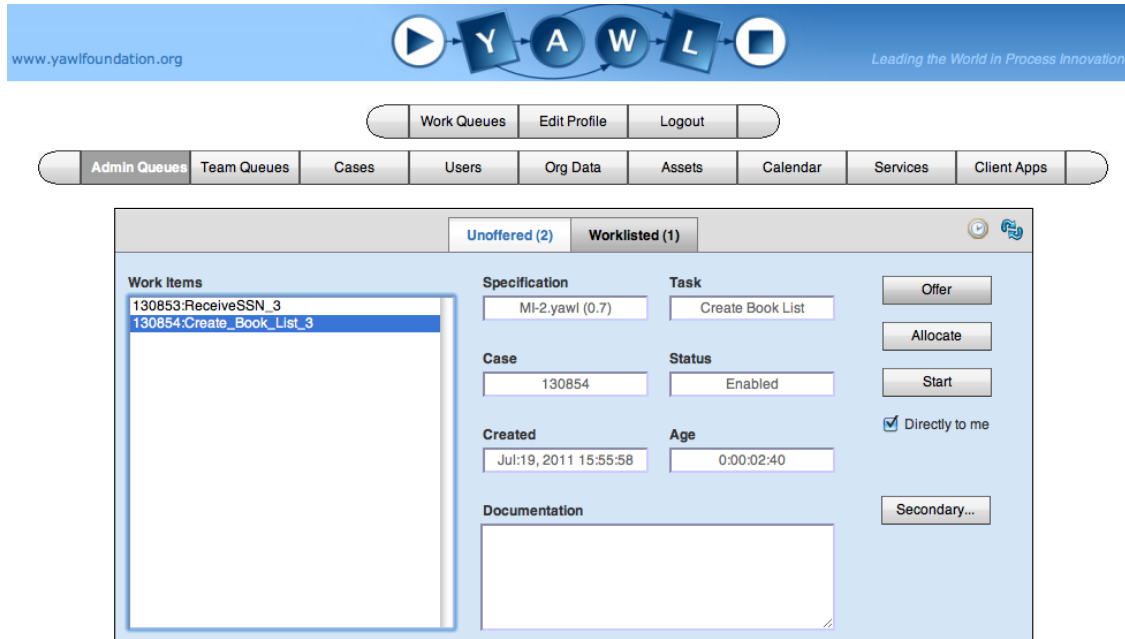 YAWL
www.yawlfoundation.org
Leading the World in Process Innovation
Work Queues Edit Profile Logout
Admin Queues Team Queues Cases Users Org Data Assets Calendar Services Client Apps
Unoffered (2) Worklisted (1)
Work Items
130853:ReceiveSSN_3
130854:Create_Book_List_3
Specification Task
MI-2.yawl (0.7) Create Book List
Case Status
130854 Enabled
Created Age
Jul:19, 2011 15:55:58 0:00:02:40
Documentation
Offer
Allocate
Start
Directly to me
Secondary...